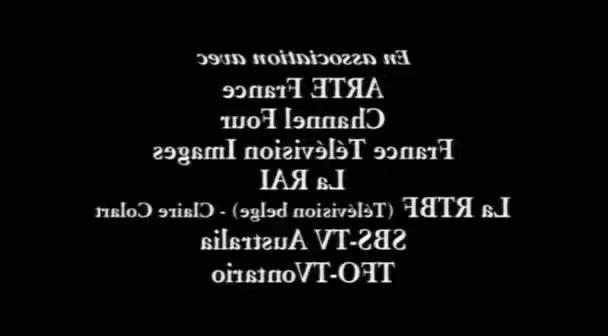 En association avec
ARTE France
Channel Four
France Télévision Images
La RAI
La RTBF (Télévision belge) - Claire Colart
SBS-TV Australia
TFO-TVontario